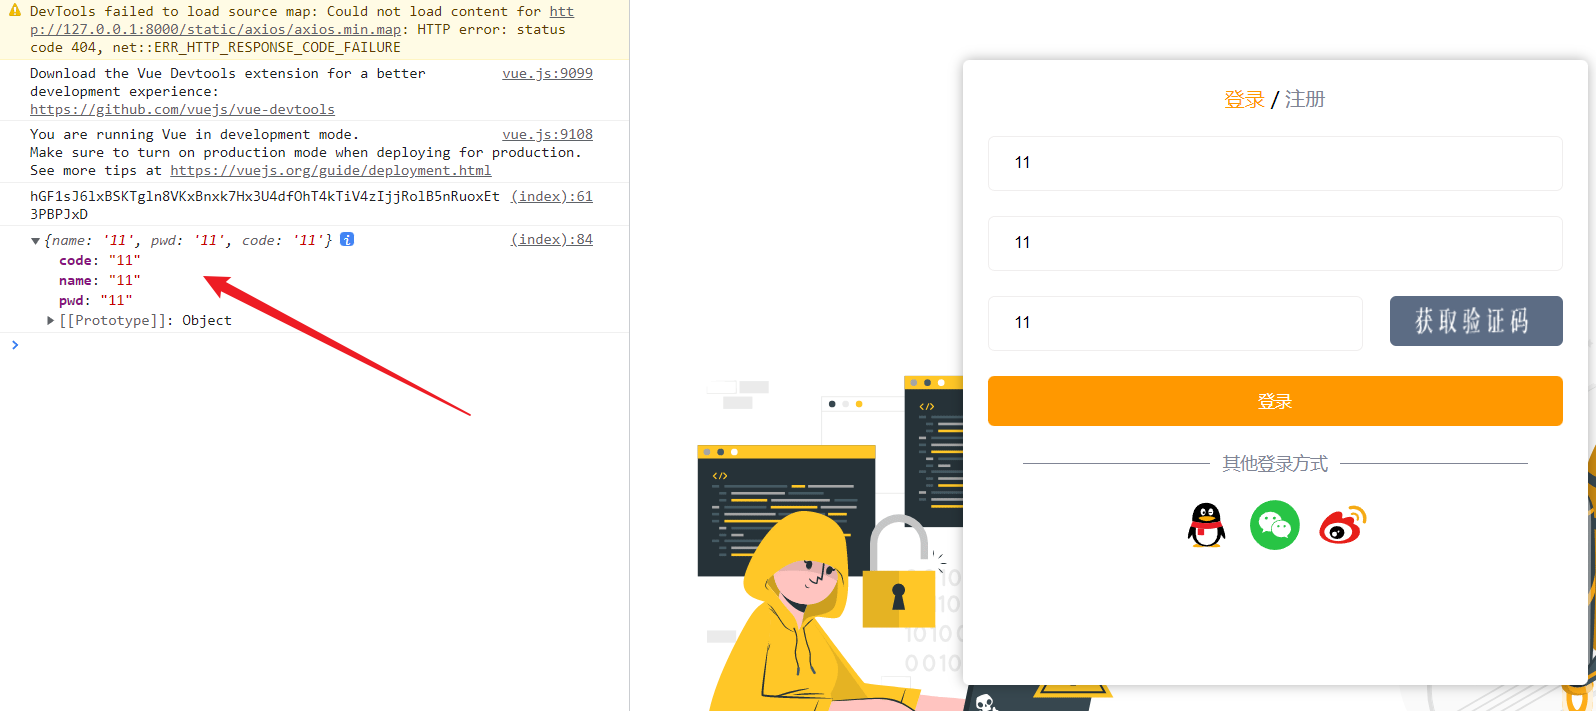 DevTools failed to load source map: Could not load content for htt
p://127.0.0.1:8000/static/axios/axios.min.map: HTTP error: status
code 404, net::ERR_HTTP_RESPONSE_CODE_FAILURE
Download the Vue Devtools extension for a better vue.js:9099
development experience:
https://github.com/vuejs/vue-devtools
You are running Vue in development mode. vue.js:9108
Make sure to turn on production mode when deploying for production.
See more tips at https://vuejs.org/guide/deployment.html
hGF1sJ6lxBSKTgln8VKxBnxk7Hx3U4dfOhT4kTiV4zIjjRolB5nRuoxEt (index):61
3PBPJxD
{name: '11', pwd: '11', code: '11'} (index):84
code: "11"
name: "11"
pwd: "11"
[[Prototype]]: Object
登录 / 注册
11
11
11
获取验证码
登录
其他登录方式